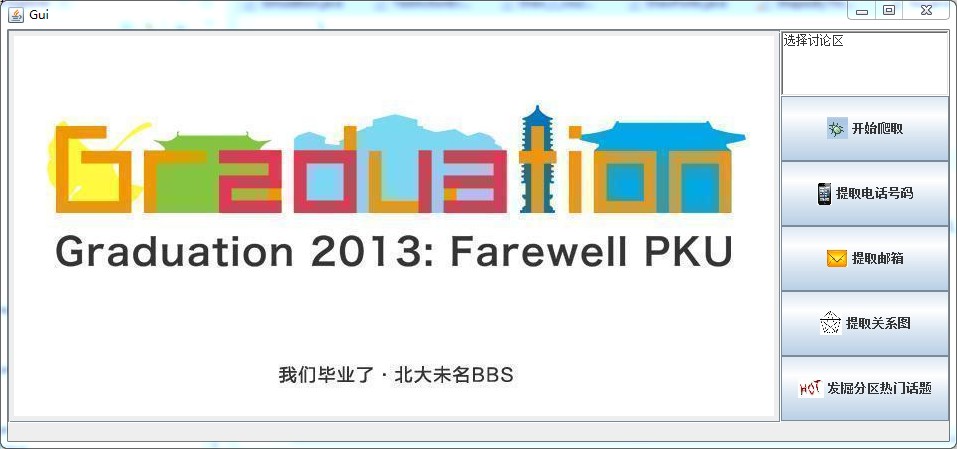 Gui
Graduation
Graduation 2013: Farewell PKU
我们毕业了·北大未名BBS
选择讨论区
开始爬取
提取电话号码
提取邮箱
提取关系图
HOT 发掘分区热门话题